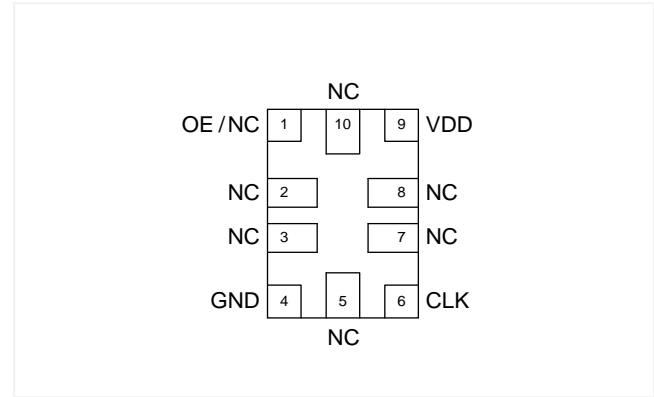 NC
OE/NC 1 10 9 VDD
NC 2 8 NC
NC 3 7 NC
GND 4 5 6 CLK
NC